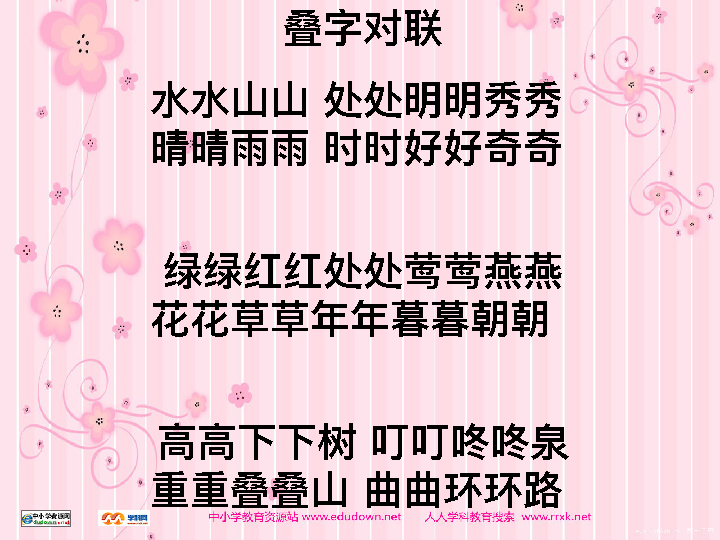 叠字对联
水水山山 处处明明秀秀
晴晴雨雨 时时好好奇奇
绿绿红红处处莺莺燕燕
花花草草年年暮暮朝朝
高高下下树 叮叮咚咚泉
重重叠叠山 曲曲环环路
中小学教育资源站 www.edudown.net 人人学科教育搜索 www.rrxk.net